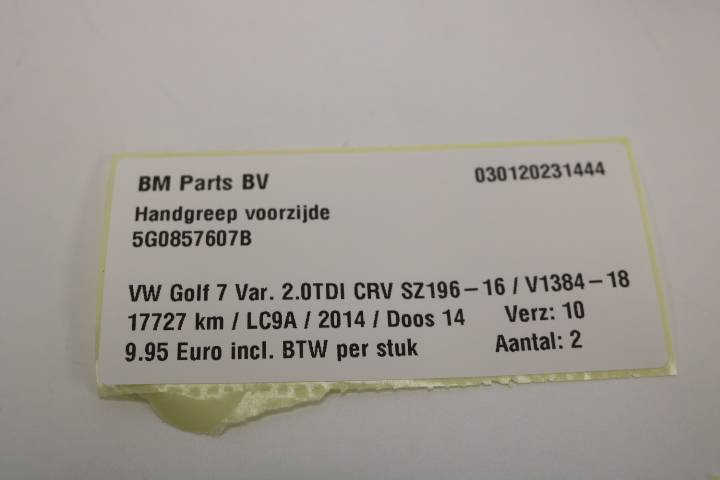 BM Parts BV 030120231444
Handgreep voorzijde
5G0857607B
VW Golf 7 Var. 2.0TDI CRV SZ196-16 / V1384-18
17727 km / LC9A / 2014 / Doos 14 Verz: 10
9.95 Euro incl. BTW per stuk Aantal: 2